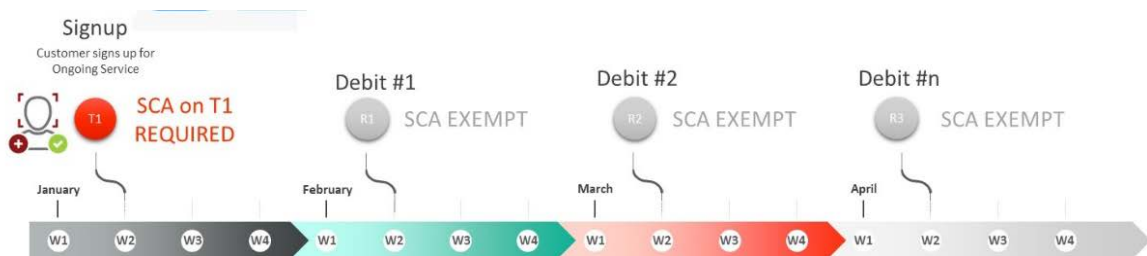 Signup
Customer signs up for
Ongoing Service
T1
SCA on T1
REQUIRED
Debit #1
R1
SCA EXEMPT
Debit #2
R2
SCA EXEMPT
Debit #n
R3
SCA EXEMPT
January
February
March
April
W1 W2 W3 W4 W1 W2 W3 W4 W1 W2 W3 W4 W1 W2 W3 W4